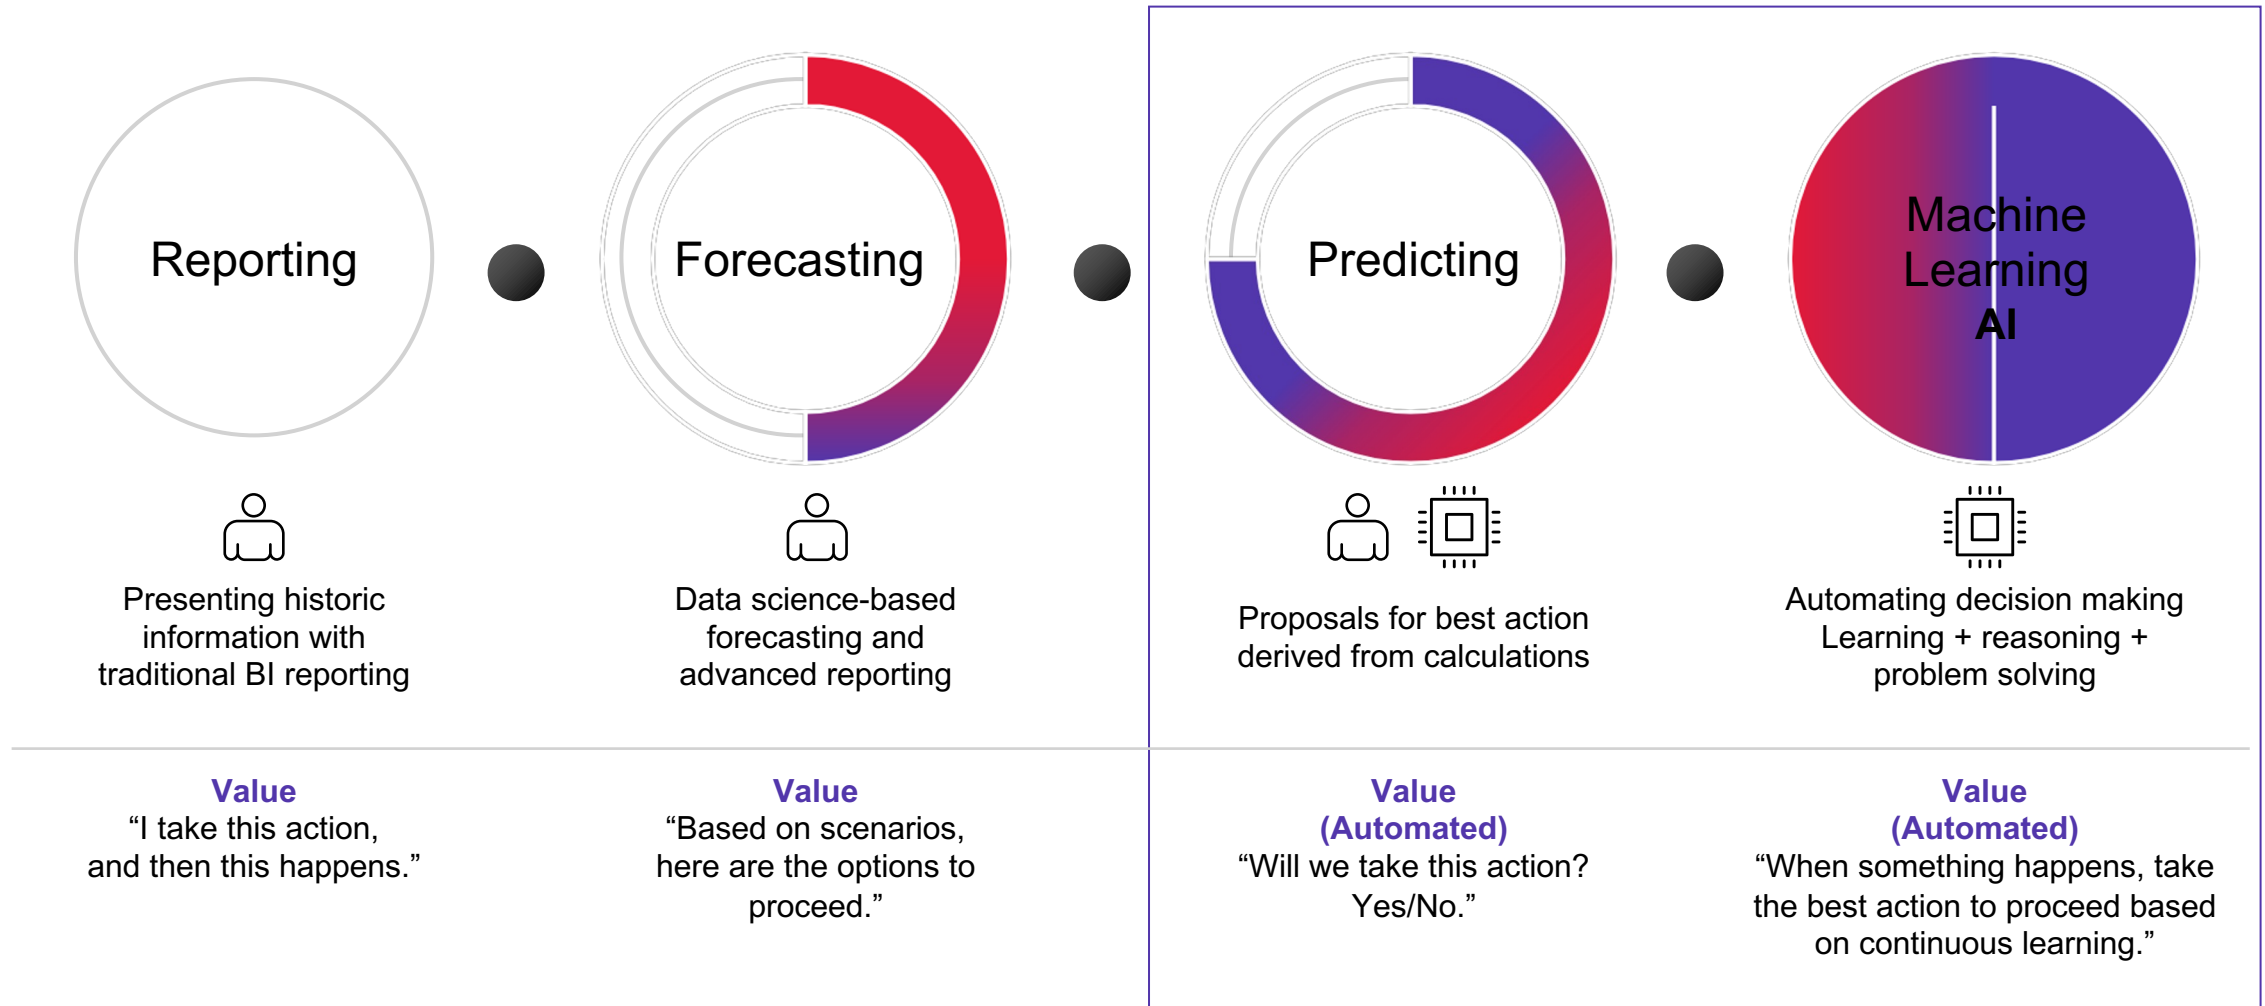 Reporting
Forecasting
Predicting
Machine
Learning
AI
Presenting historic
information with
traditional BI reporting
Data science-based
forecasting and
advanced reporting
Proposals for best action
derived from calculations
Automating decision making
Learning + reasoning +
problem solving
Value
“I take this action,
and then this happens.”
Value
“Based on scenarios,
here are the options to
proceed.”
Value
(Automated)
“Will we take this action?
Yes/No.”
Value
(Automated)
“When something happens, take
the best action to proceed based
on continuous learning.”